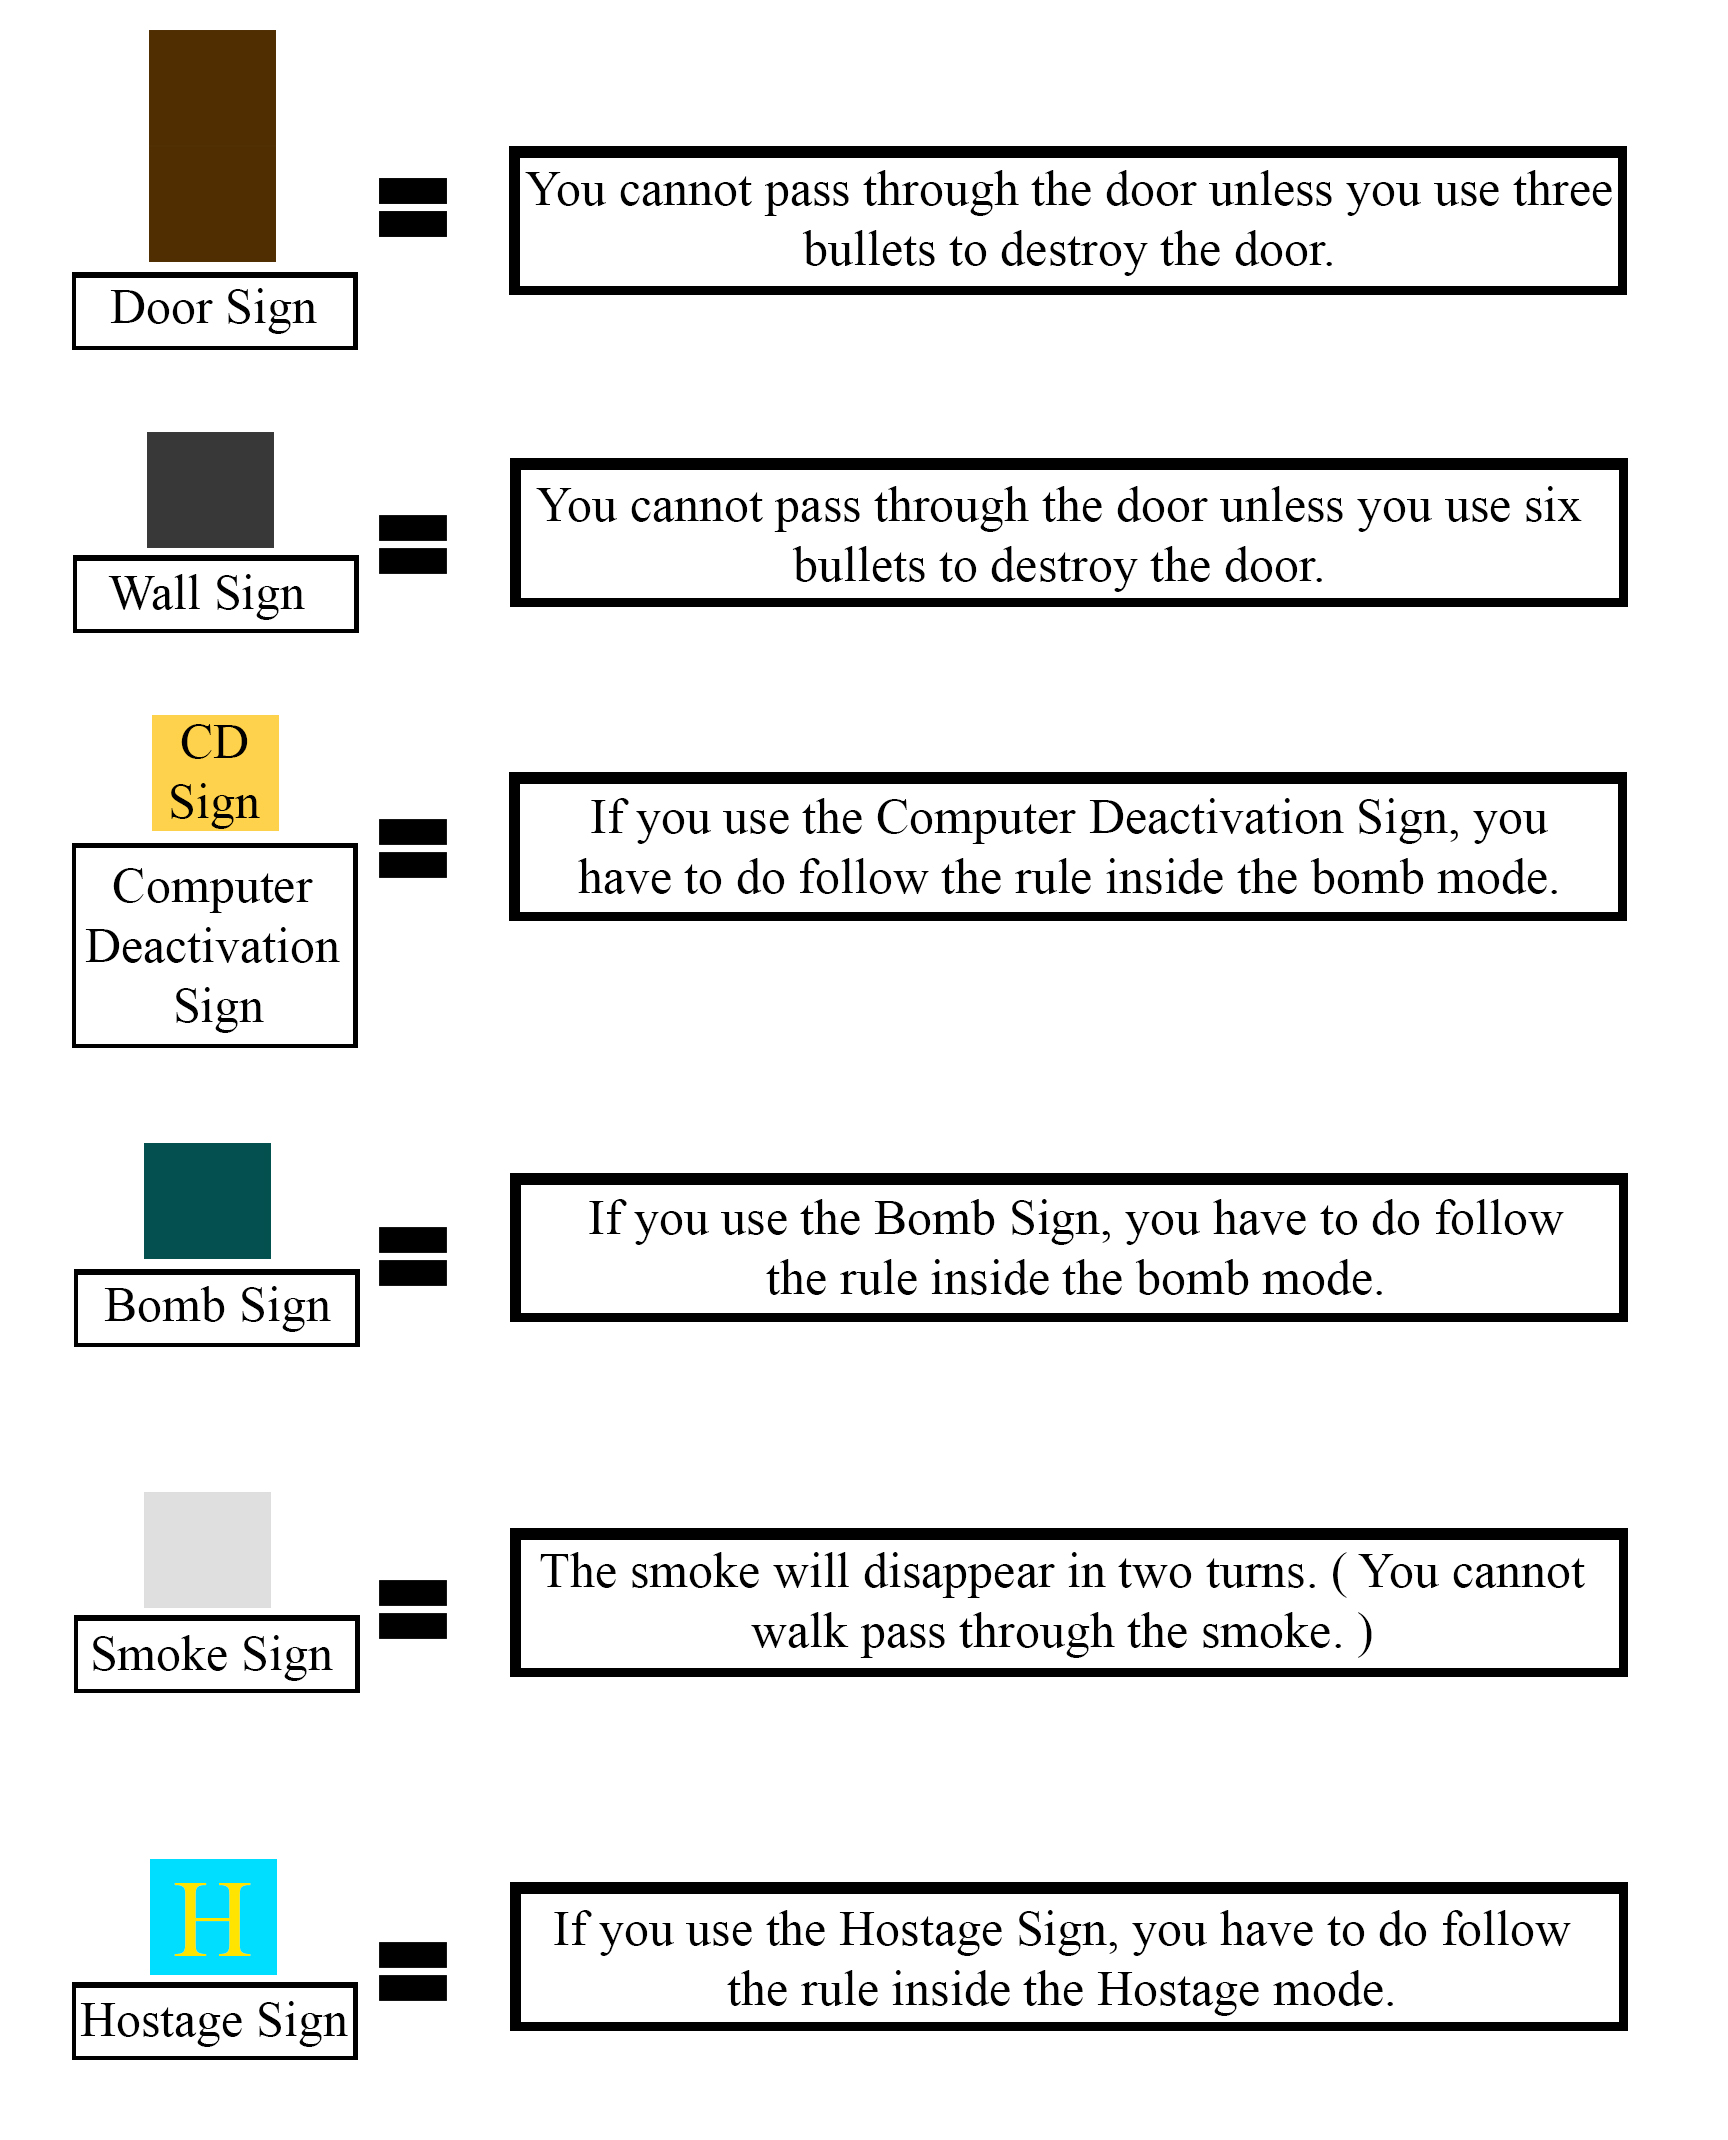 You cannot pass through the door unless you use three
bullets to destroy the door.
Door Sign
You cannot pass through the door unless you use six
bullets to destroy the door.
Wall Sign
CD
Sign
If you use the Computer Deactivation Sign, you
have to do follow the rule inside the bomb mode.
Computer
Deactivation
Sign
If you use the Bomb Sign, you have to do follow
the rule inside the bomb mode.
Bomb Sign
The smoke will disappear in two turns. ( You cannot
walk pass through the smoke. )
Smoke Sign
H
If you use the Hostage Sign, you have to do follow
the rule inside the Hostage mode.
Hostage Sign